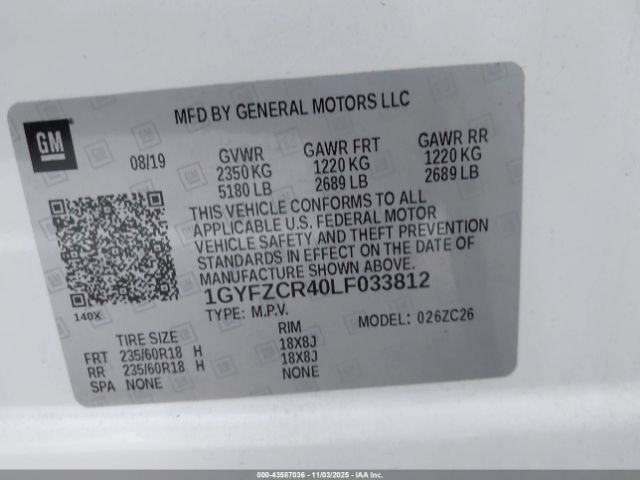 MFD BY GENERAL MOTORS LLC
GM
08/19 GVWR GAWR FRT GAWR RR
2350 KG 1220 KG 1220 KG
5180 LB 2689 LB 2689 LB
THIS VEHICLE CONFORMS TO ALL
APPLICABLE U.S. FEDERAL MOTOR
VEHICLE SAFETY AND THEFT PREVENTION
STANDARDS IN EFFECT ON THE DATE OF
MANUFACTURE SHOWN ABOVE.
1GYFZCR40LF033812
140X TYPE: M.P.V. MODEL: 026ZC26
TIRE SIZE RIM
FRT 235/60R18 H 18X8J
RR 235/60R18 H 18X8J
SPA NONE NONE
000-43587036 - 11/03/2025 - IAAI.com